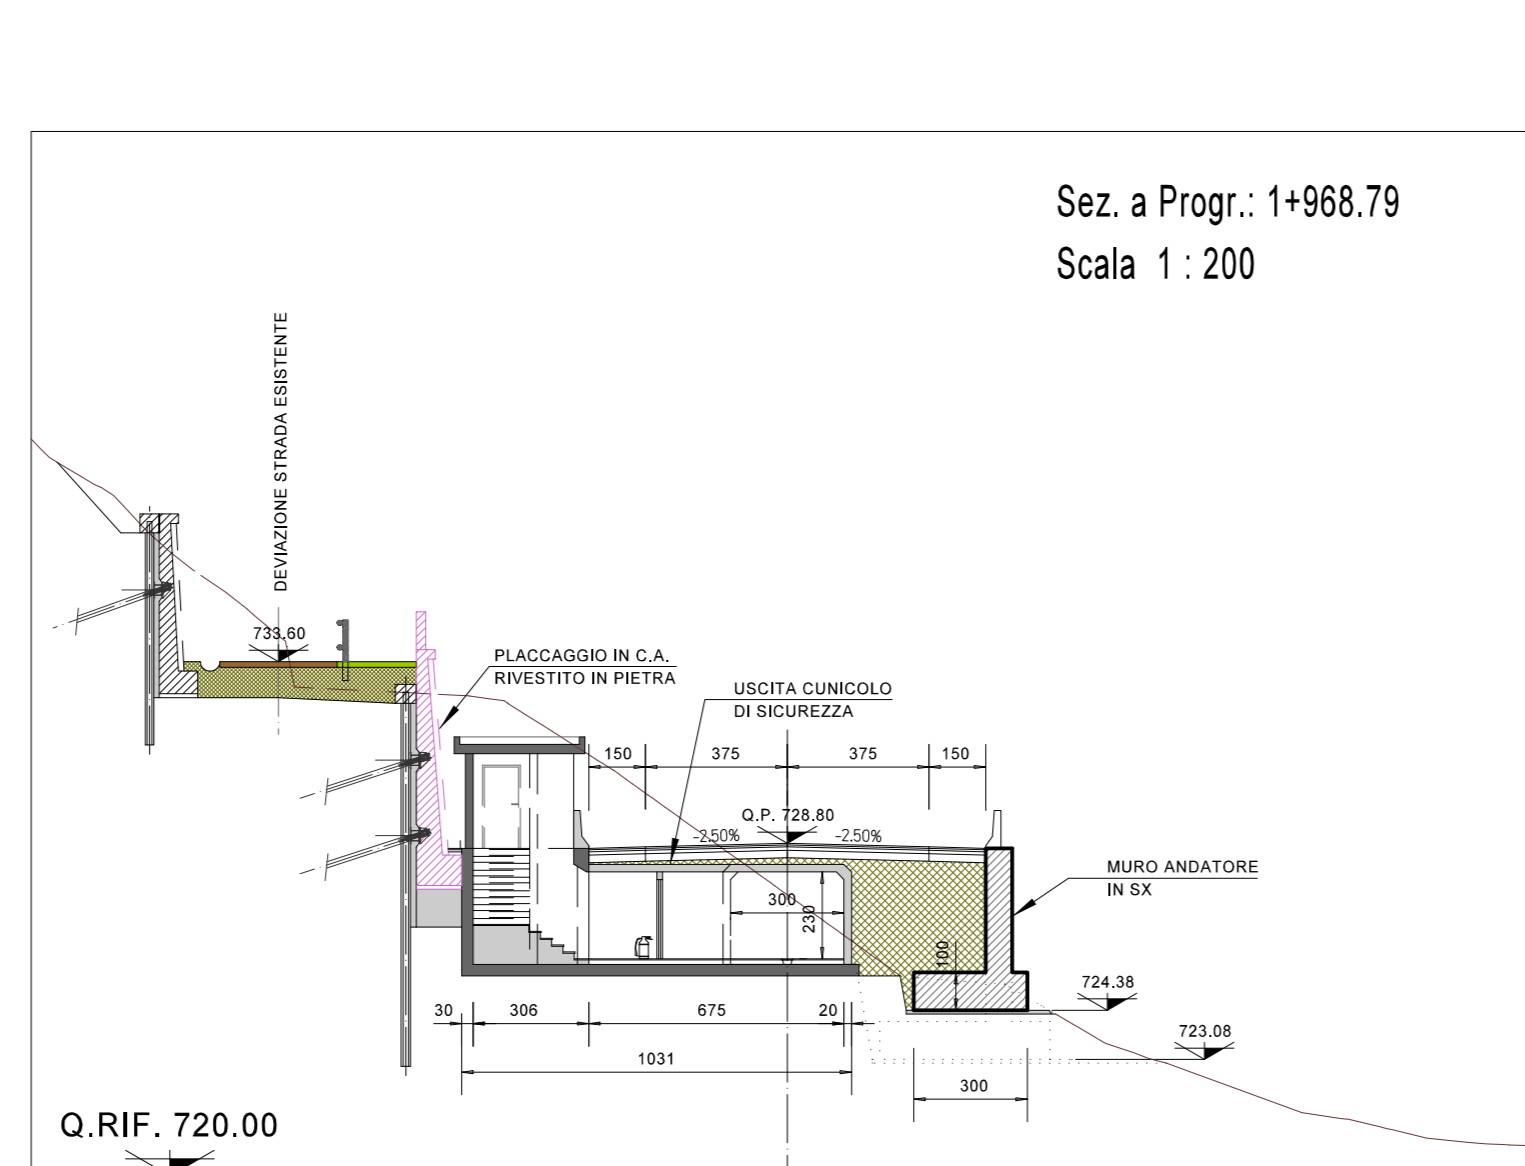 Sez. a Progr.: 1+968.79
Scala 1 : 200
DEVIAZIONE STRADA ESISTENTE
733.60
PLACCAGGIO IN C.A.
RIVESTITO IN PIETRA
USCITA CUNICOLO
DI SICUREZZA
150 375 375 150
Q.P. 728.80
-2.50% -2.50%
MURO ANDATORE
IN SX
300
230
100
724.38
30 306 675 20
723.08
1031
300
Q.RIF. 720.00